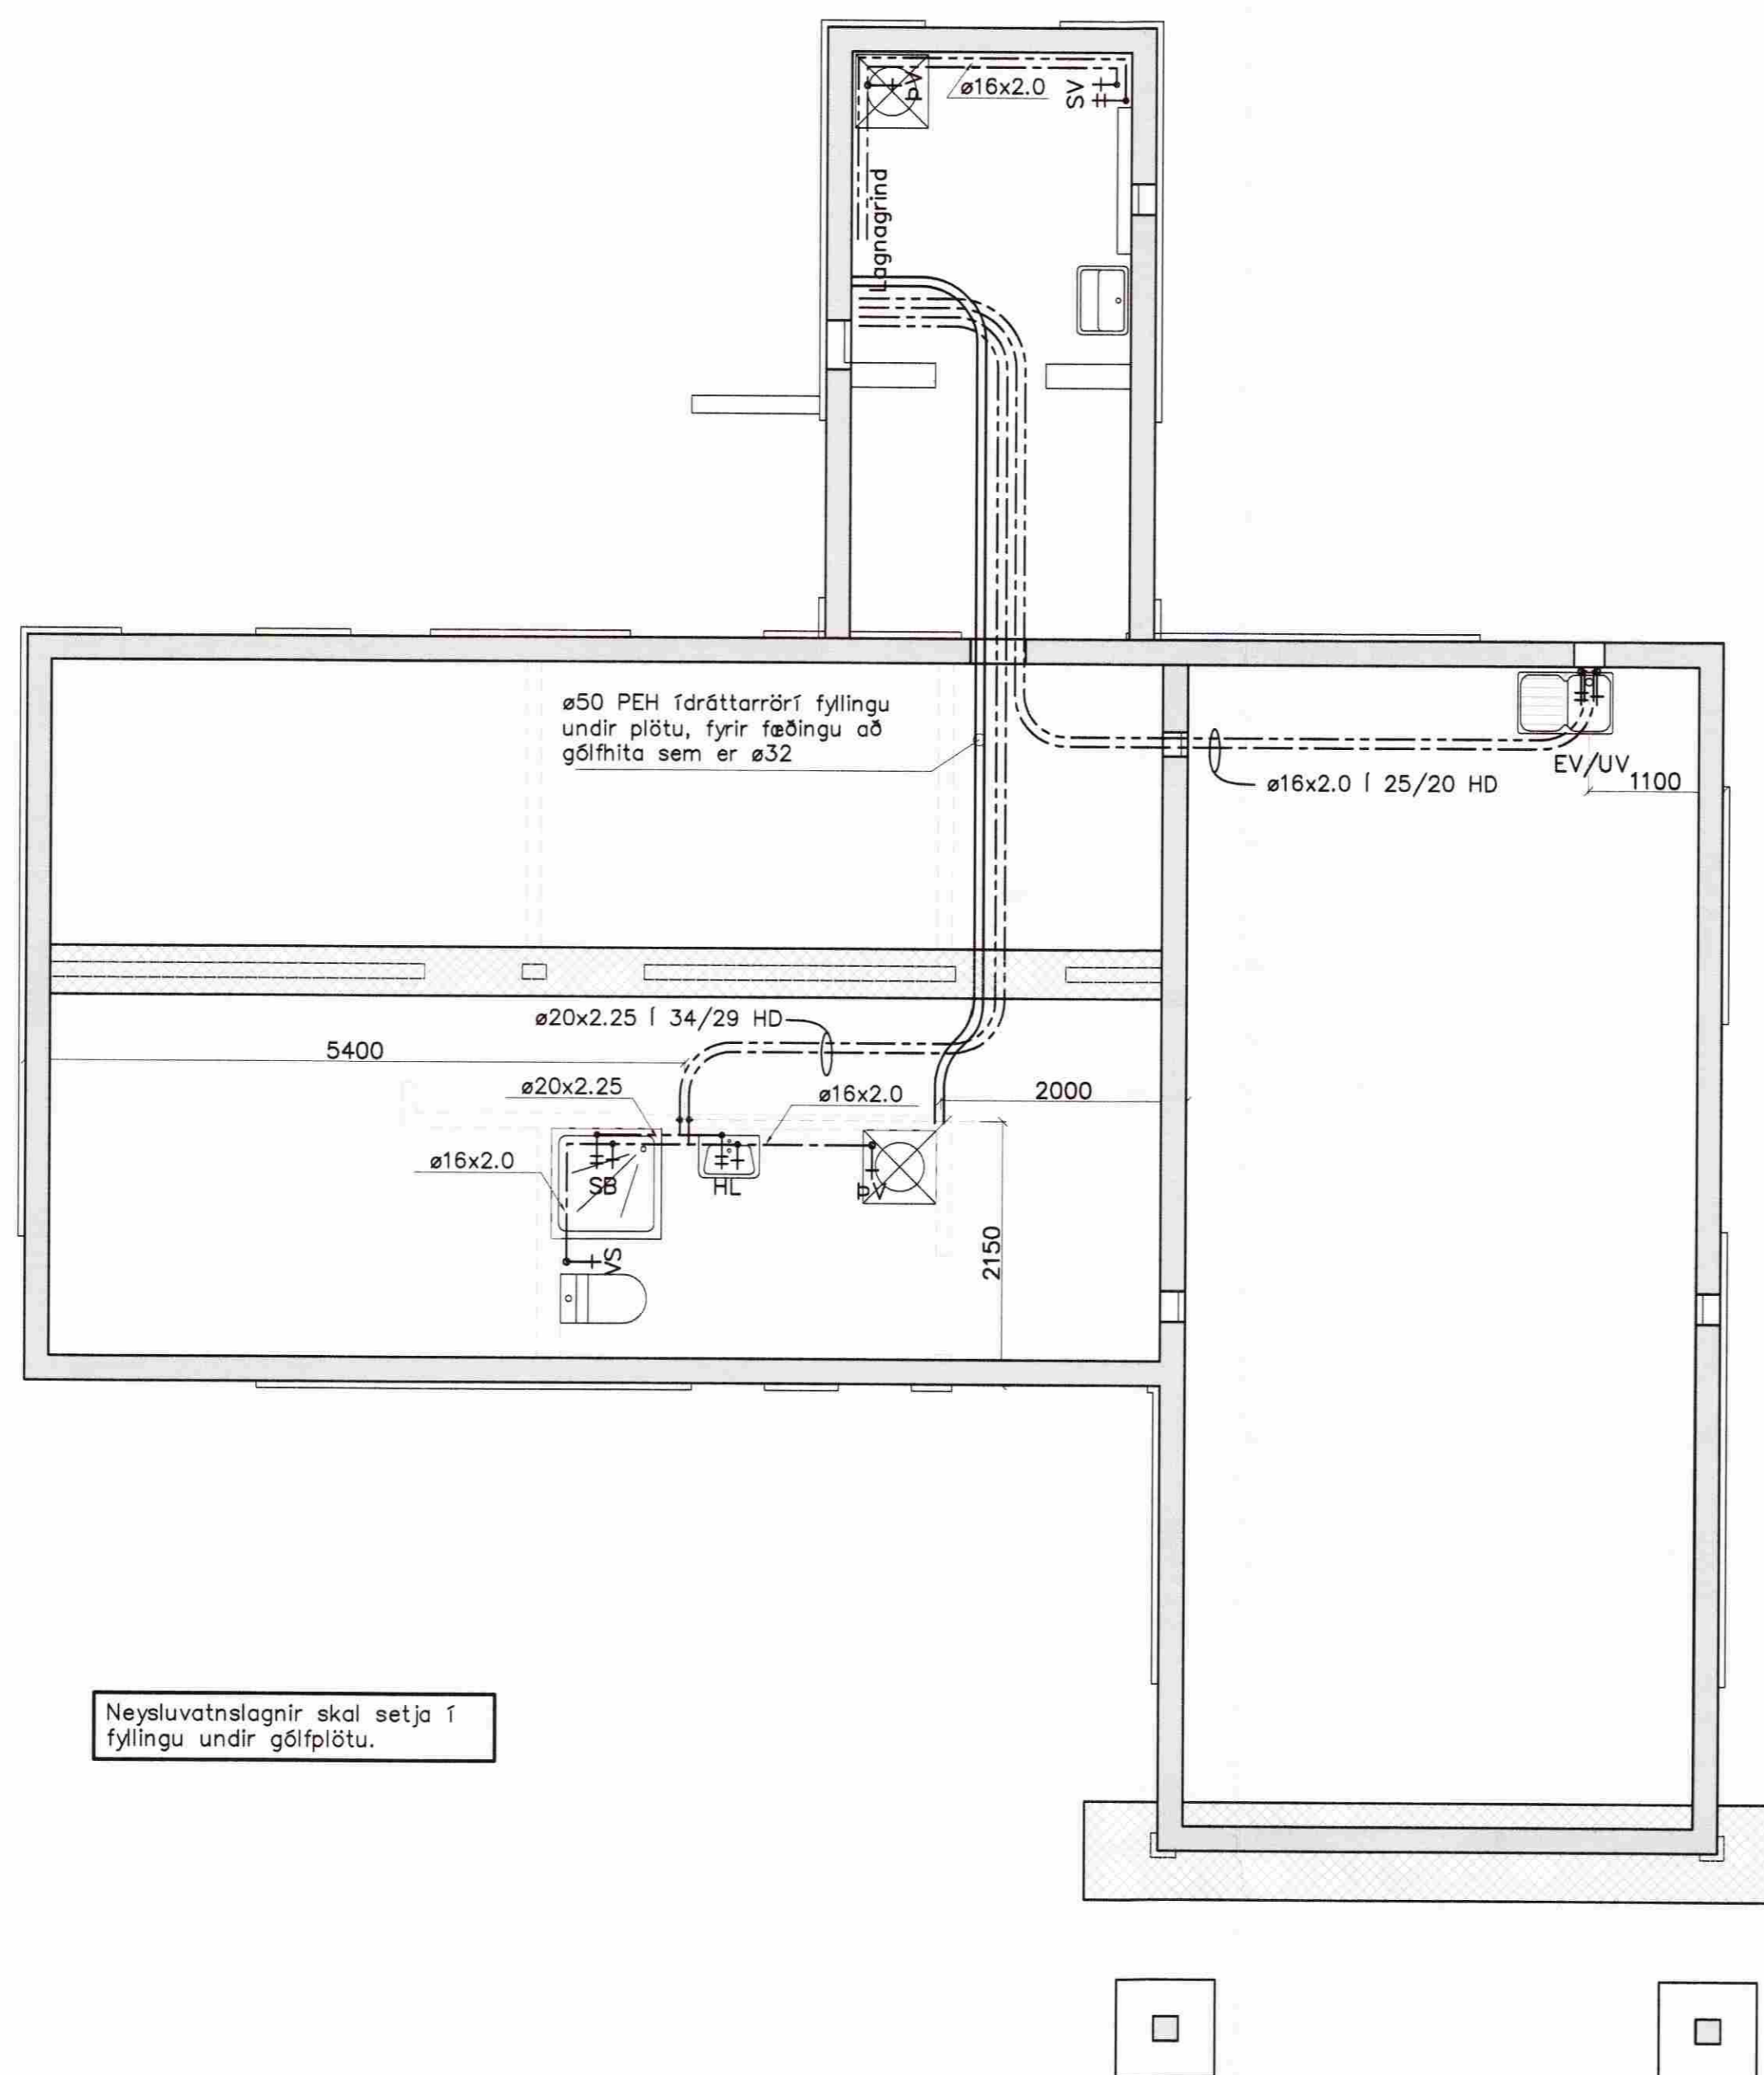 ÞV
ø16x2.0
SV
Lagnagrind
ø50 PEH ídráttarrörí fyllingu
undir plötu, fyrir fæðingu að
gólfhita sem er ø32
EV/UV
1100
ø16x2.0 í 25/20 HD
ø20x2.25 í 34/29 HD
5400
ø20x2.25
ø16x2.0
2000
ø16x2.0
SB
HL
ÞV
VS
2150
Neysluvatnslagnir skal setja í
fyllingu undir gólfplötu.